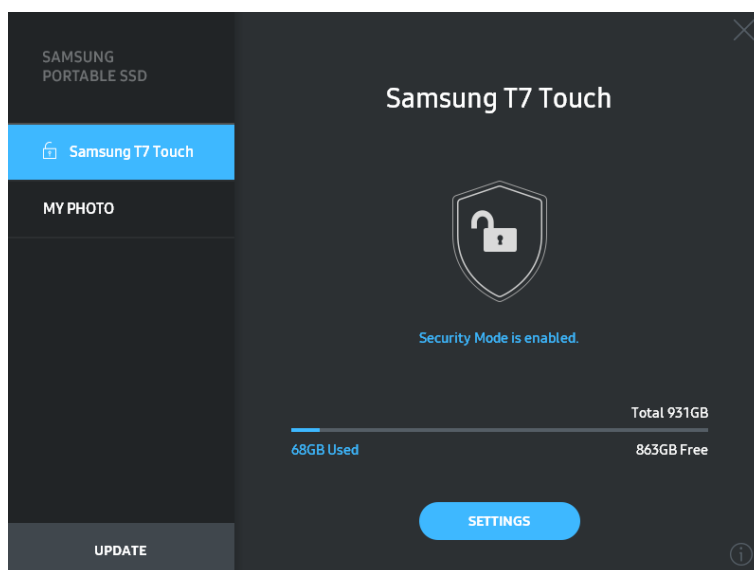 SAMSUNG
PORTABLE SSD
Samsung T7 Touch
MY PHOTO
UPDATE
Samsung T7 Touch
Security Mode is enabled.
Total 931GB
68GB Used
863GB Free
SETTINGS